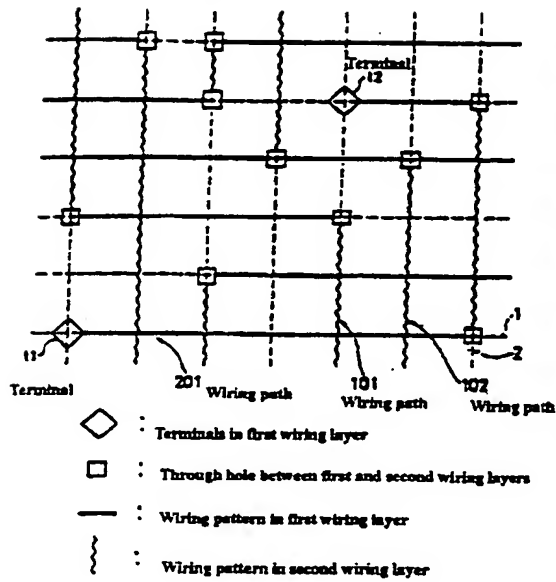 Terminal
t2
1
2
t1
201
101
102
Terminal
Wiring path
Wiring path
Wiring path
: Terminals in first wiring layer
: Through hole between first and second wiring layers
: Wiring pattern in first wiring layer
: Wiring pattern in second wiring layer